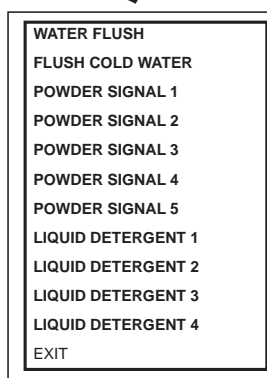 WATER FLUSH
FLUSH COLD WATER
POWDER SIGNAL 1
POWDER SIGNAL 2
POWDER SIGNAL 3
POWDER SIGNAL 4
POWDER SIGNAL 5
LIQUID DETERGENT 1
LIQUID DETERGENT 2
LIQUID DETERGENT 3
LIQUID DETERGENT 4
EXIT